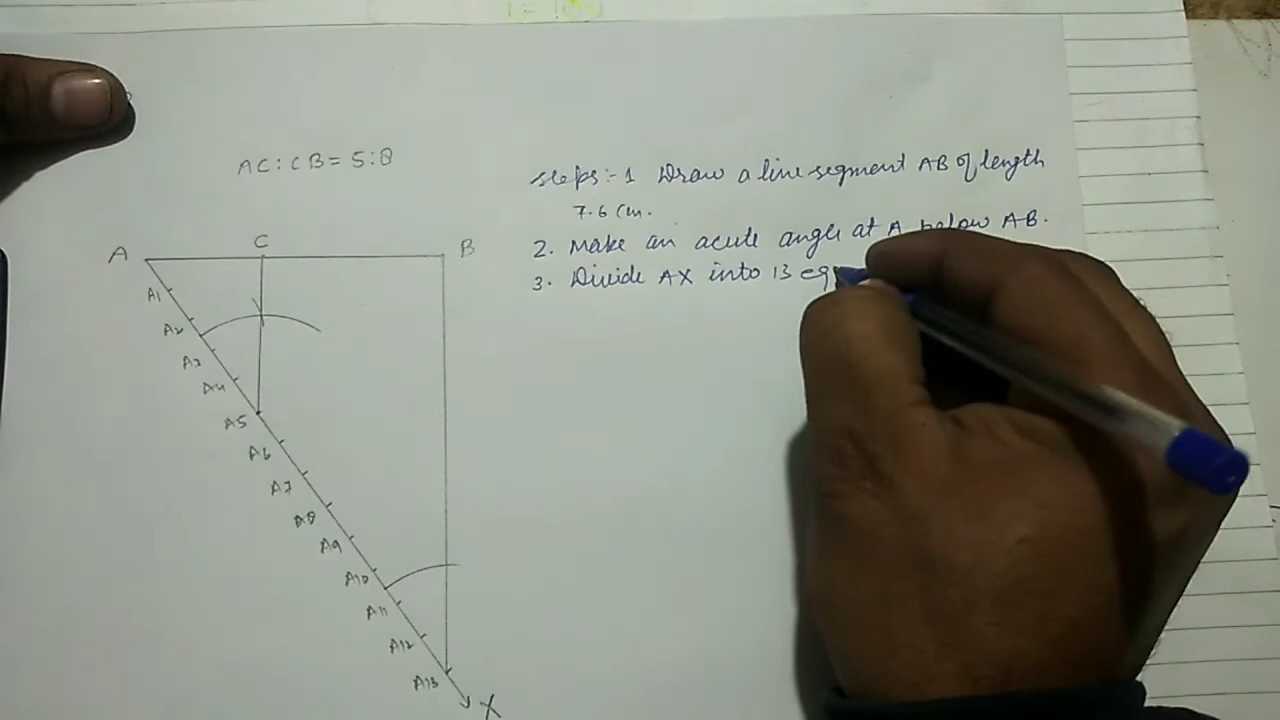 AC:CB = 5:8
steps:- 1 Draw a line segment AB of length
7.6 cm.
2. Make an acute angle at A below AB.
3. Divide AX into 13 eq
A
C
B
A1
A2
A3
A4
A5
A6
A7
A8
A9
A10
A11
A12
A13
X